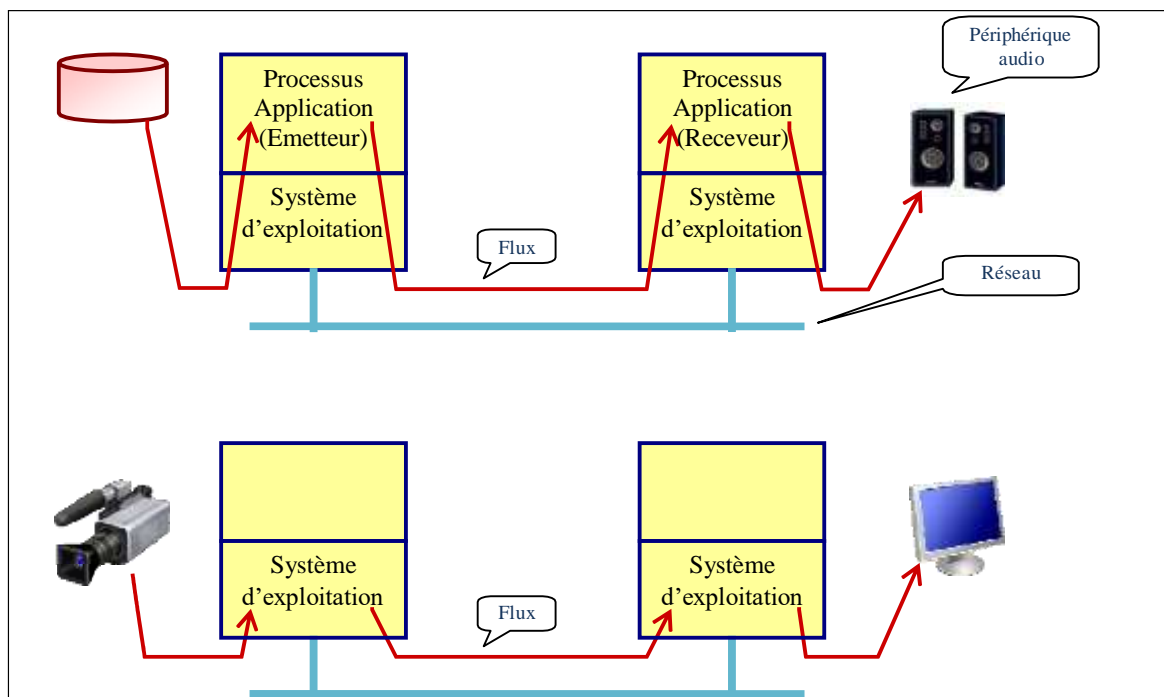 Périphérique
audio
Processus
Application
(Emetteur)
Processus
Application
(Receveur)
Système
d'exploitation
Système
d'exploitation
Flux
Réseau
Système
d'exploitation
Système
d'exploitation
Flux